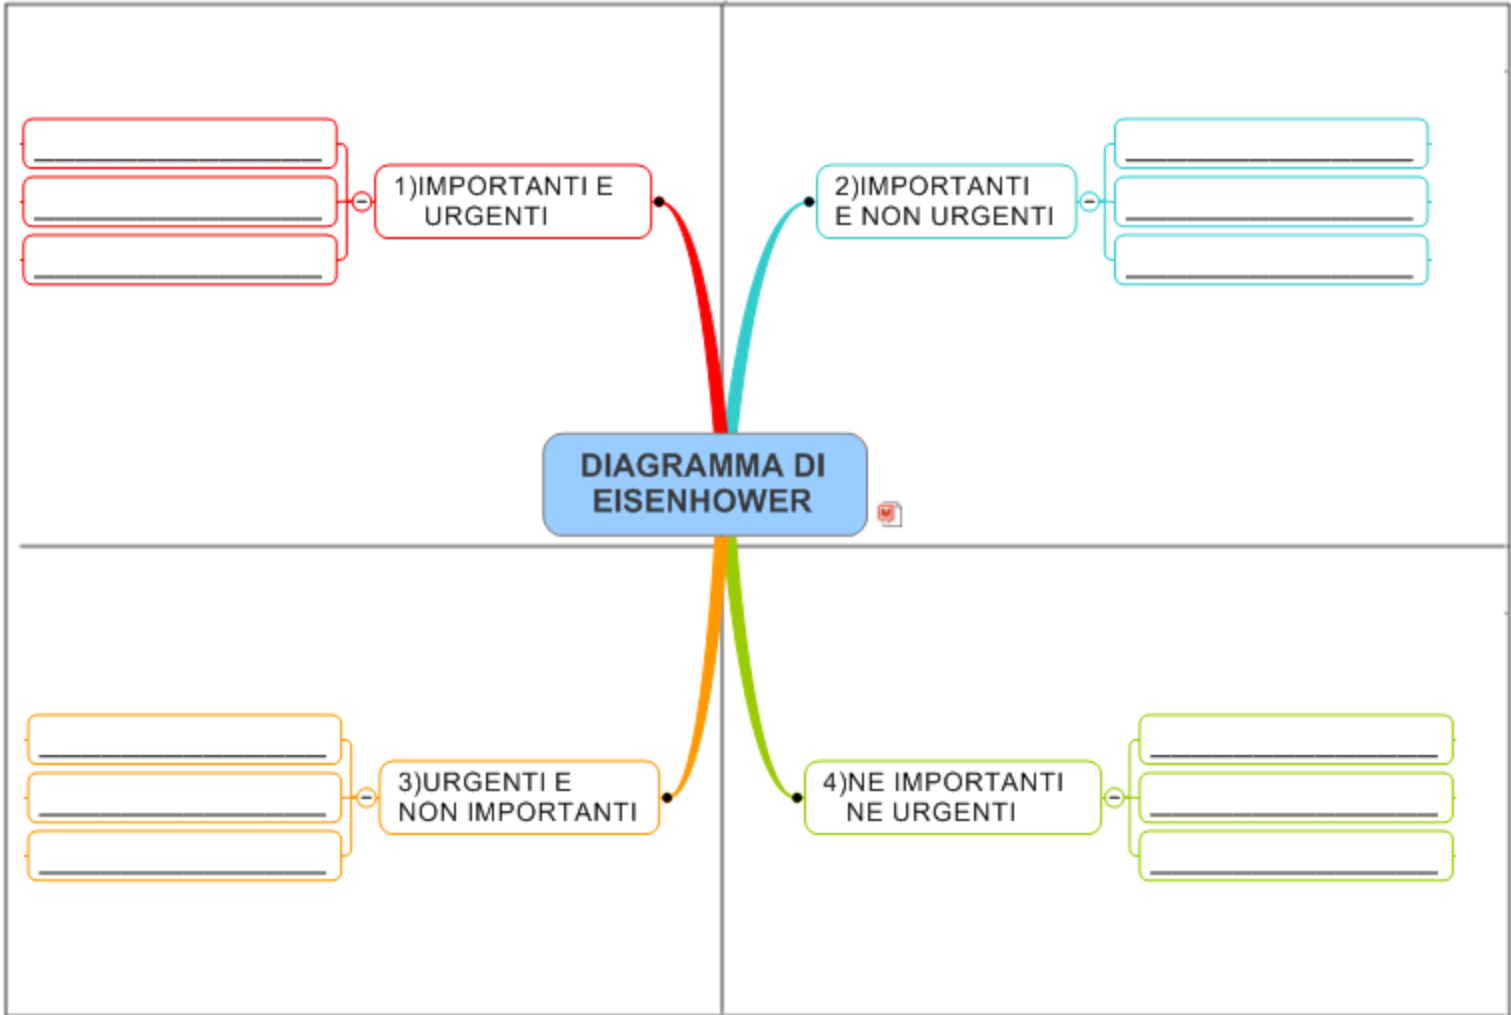 1)IMPORTANTI E
URGENTI
2)IMPORTANTI
E NON URGENTI
DIAGRAMMA DI
EISENHOWER
3)URGENTI E
NON IMPORTANTI
4)NE IMPORTANTI
NE URGENTI